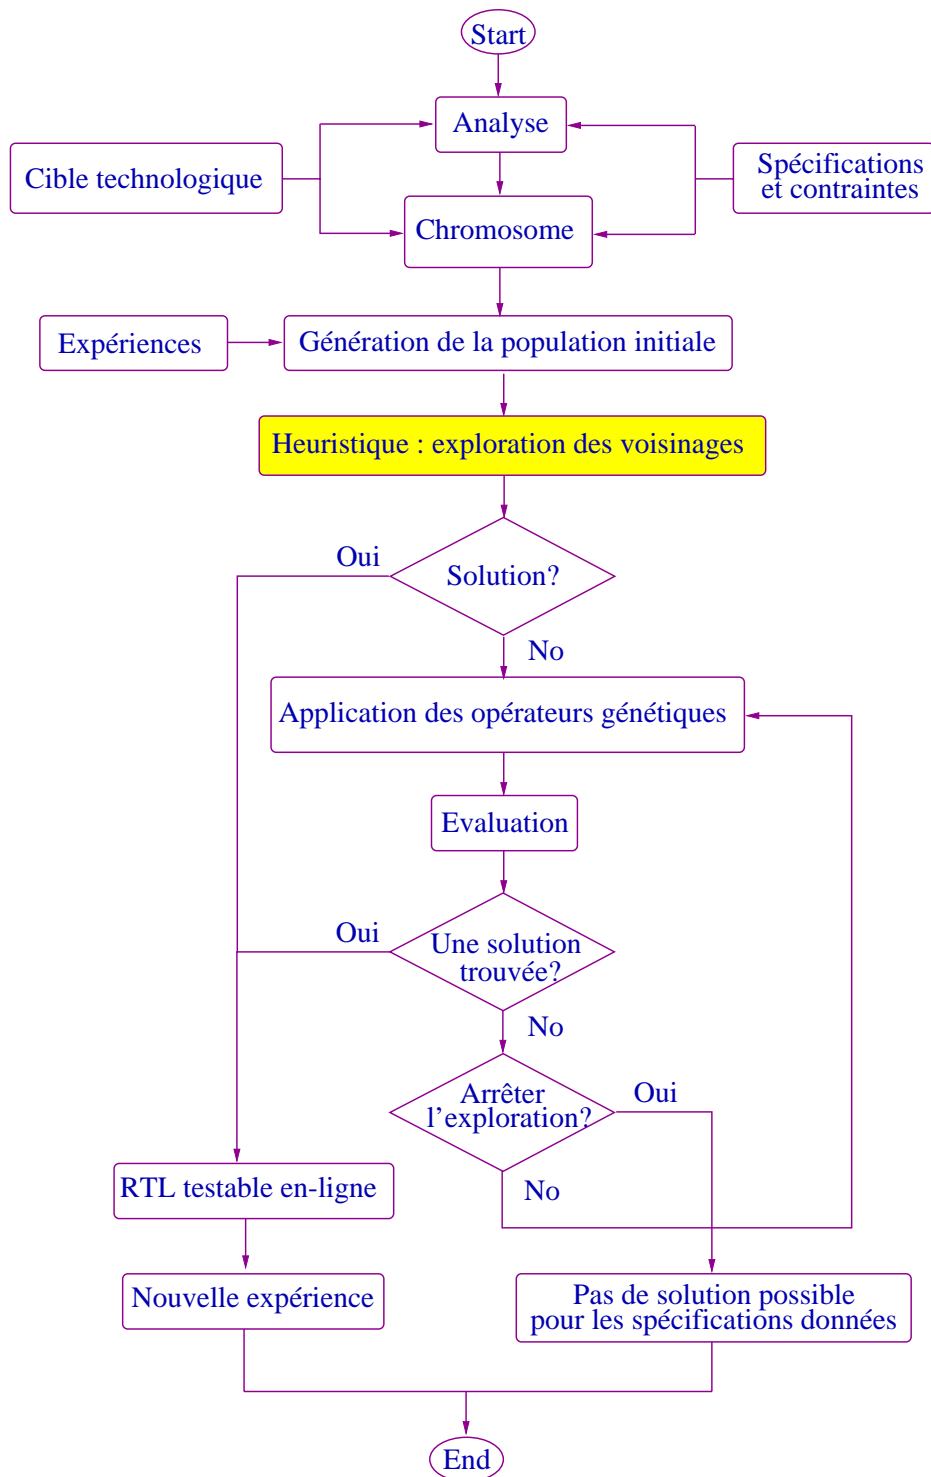 Start
Analyse
Cible technologique
Spécifications
et contraintes
Chromosome
Expériences
Génération de la population initiale
Heuristique : exploration des voisinages
Oui
Solution?
No
Application des opérateurs génétiques
Evaluation
Oui
Une solution
trouvée?
No
Arrêter
l’exploration?
Oui
No
RTL testable en-ligne
Nouvelle expérience
Pas de solution possible
pour les spécifications données
End